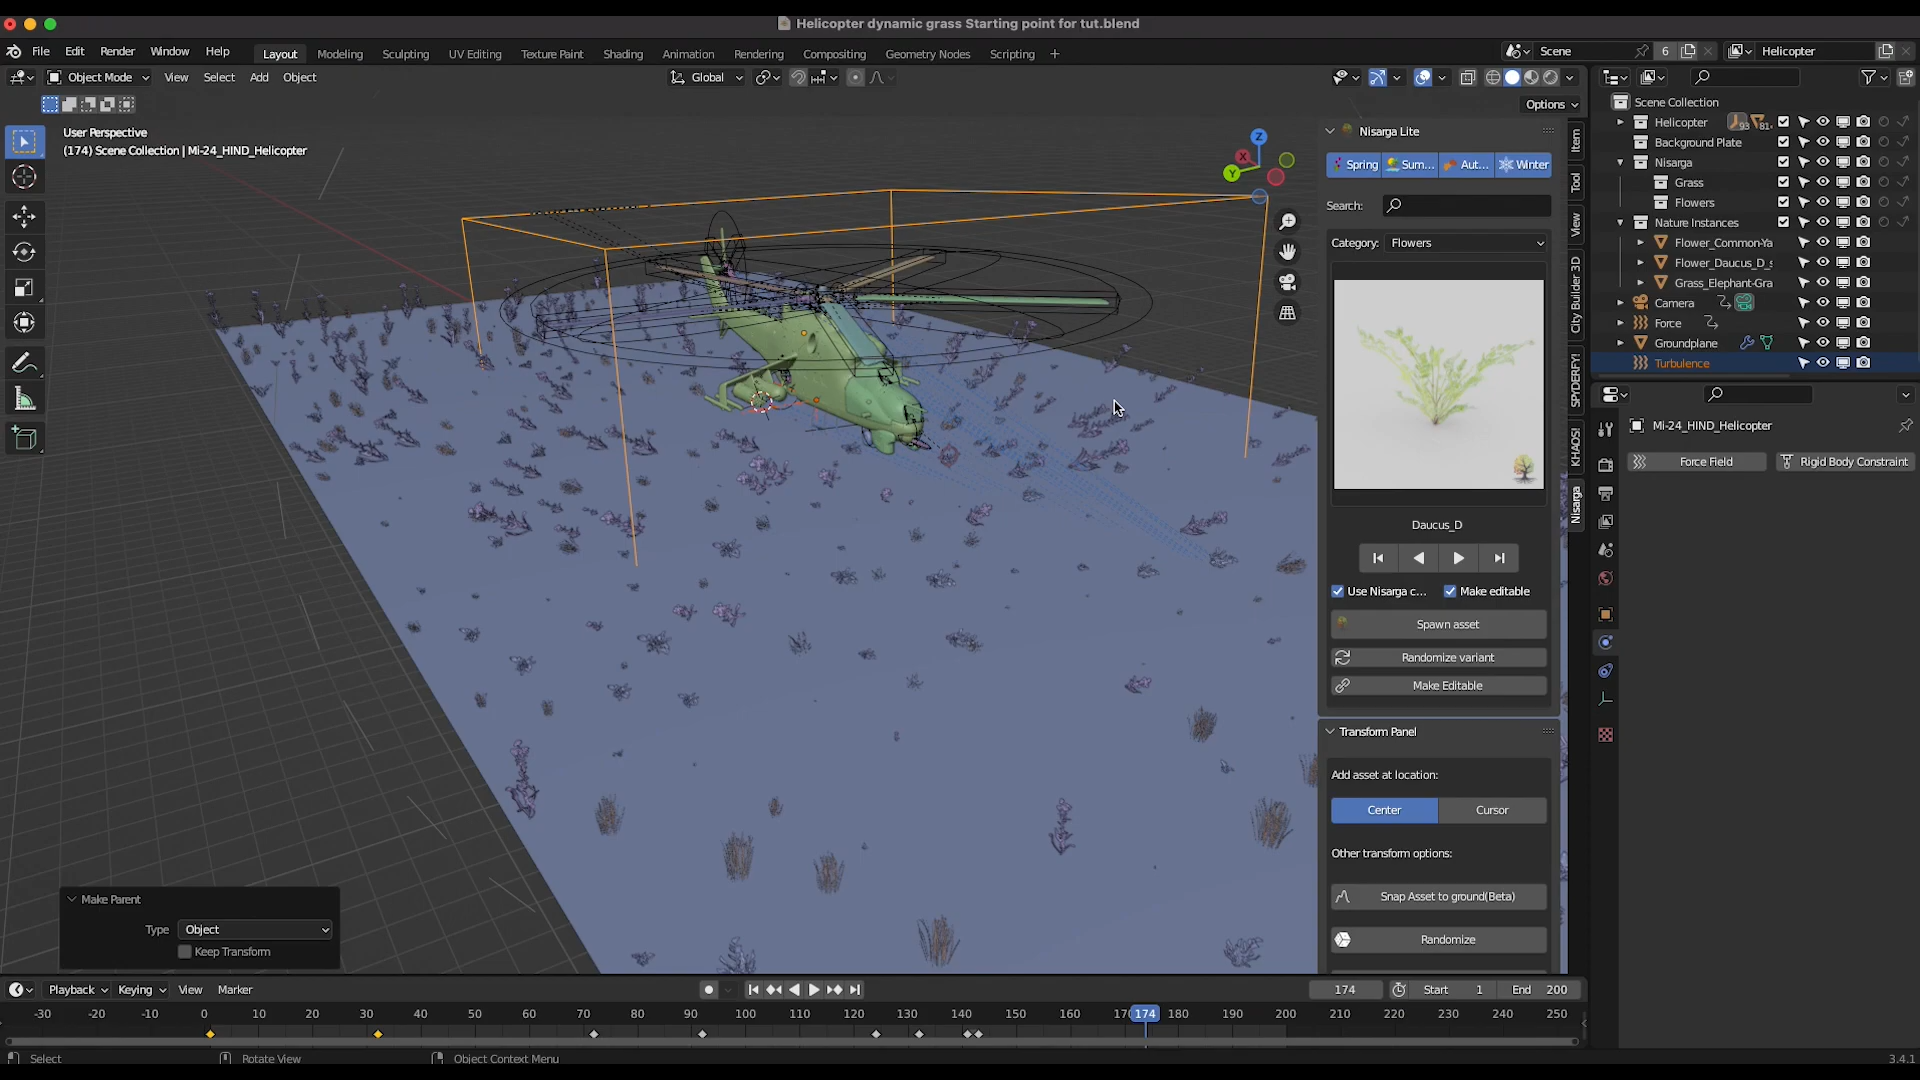 Helicopter dynamic grass Starting point for tut.blend
File Edit Render Window Help Layout Modeling Sculpting UV Editing Texture Paint Shading Animation Rendering Compositing Geometry Nodes Scripting + Scene 6 Helicopter
Object Mode View Select Add Object Global
Options
User Perspective
(174) Scene Collection | Mi-24_HIND_Helicopter
Z
X
Y
Nisarga Lite
Spring Sum... Aut... Winter
Search:
Category: Flowers
Daucus_D
Use Nisarga c... Make editable
Spawn asset
Randomize variant
Make Editable
Transform Panel
Add asset at location:
Center Cursor
Other transform options:
Snap Asset to ground(Beta)
Randomize
Item
Tool
View
City Builder 3D
SPYDERFY!
KHAOS!
Nisarga
Scene Collection
Helicopter 93 81
Background Plate
Nisarga
Grass
Flowers
Nature Instances
Flower_Common-Ya
Flower_Daucus_D_s
Grass_Elephant-Gra
Camera
Force
Groundplane
Turbulence
Mi-24_HIND_Helicopter
Force Field Rigid Body Constraint
Make Parent
Type Object
Keep Transform
Playback Keying View Marker 174 Start 1 End 200
-30 -20 -10 0 10 20 30 40 50 60 70 80 90 100 110 120 130 140 150 160 170 174 180 190 200 210 220 230 240 250
Select Rotate View Object Context Menu 3.4.1